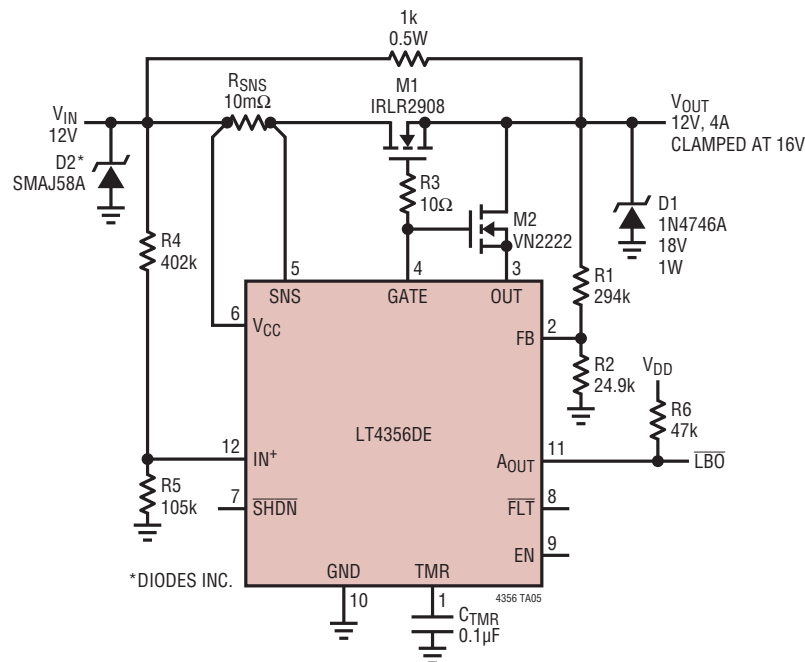 1k
0.5W
RSNS
10mΩ
M1
IRLR2908
VIN
12V
VOUT
12V, 4A
CLAMPED AT 16V
D2*
SMAJ58A
R3
10Ω
M2
VN2222
D1
1N4746A
18V
1W
R4
402k
5
4
3
SNS
GATE
OUT
R1
294k
6
VCC
FB
2
R2
24.9k
VDD
R6
47k
LT4356DE
12
IN+
AOUT
11
LBO
R5
105k
7
SHDN
FLT
8
EN
9
*DIODES INC.
GND
TMR
10
1
4356 TA05
CTMR
0.1µF